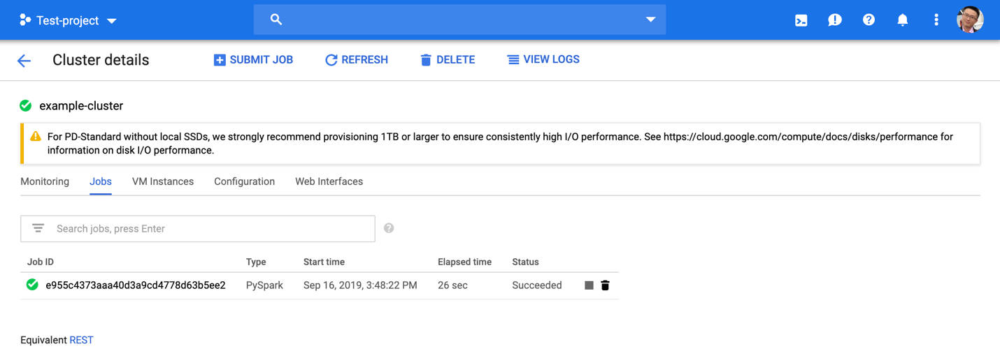 Test-project
Cluster details
SUBMIT JOB
REFRESH
DELETE
VIEW LOGS
example-cluster
For PD-Standard without local SSDs, we strongly recommend provisioning 1TB or larger to ensure consistently high I/O performance. See https://cloud.google.com/compute/docs/disks/performance for
information on disk I/O performance.
Monitoring
Jobs
VM Instances
Configuration
Web Interfaces
Search jobs, press Enter
Job ID Type Start time Elapsed time Status
e955c4373aaa40d3a9cd4778d63b5ee2 PySpark Sep 16, 2019, 3:48:22 PM 26 sec Succeeded
Equivalent REST